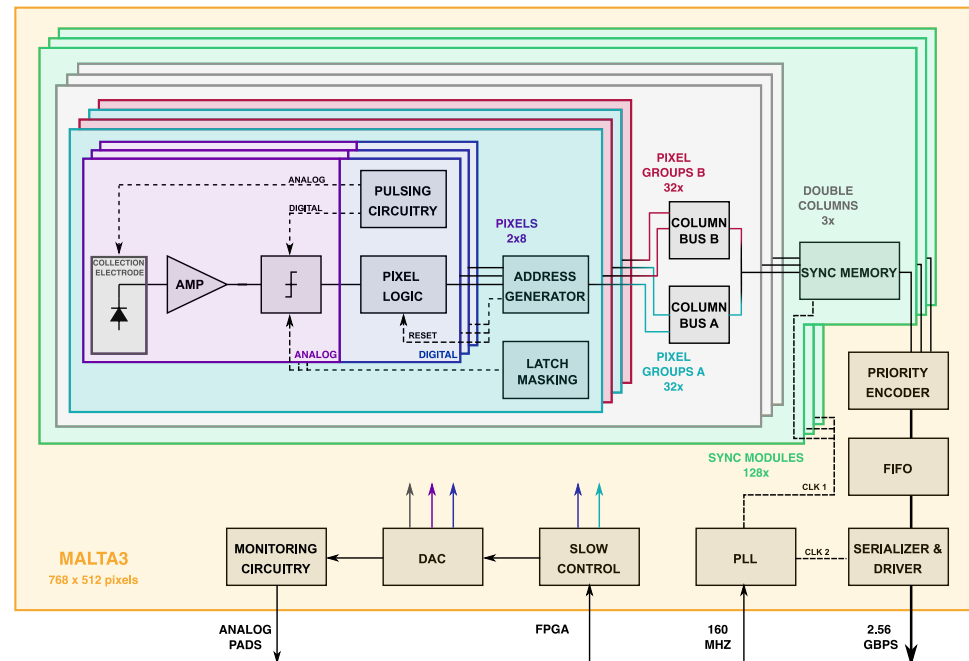 ANALOG
PULSING
CIRCUITRY
DIGITAL
COLLECTION
ELECTRODE
AMP
PIXEL
LOGIC
PIXELS
2x8
ADDRESS
GENERATOR
RESET
ANALOG
DIGITAL
LATCH
MASKING
PIXEL
GROUPS B
32x
COLUMN
BUS B
COLUMN
BUS A
PIXEL
GROUPS A
32x
DOUBLE
COLUMNS
3x
SYNC MEMORY
PRIORITY
ENCODER
SYNC MODULES
128x
FIFO
CLK 1
MALTA3
768 x 512 pixels
MONITORING
CIRCUITRY
DAC
SLOW
CONTROL
PLL
CLK 2
SERIALIZER &
DRIVER
ANALOG
PADS
FPGA
160
MHZ
2.56
GBPS